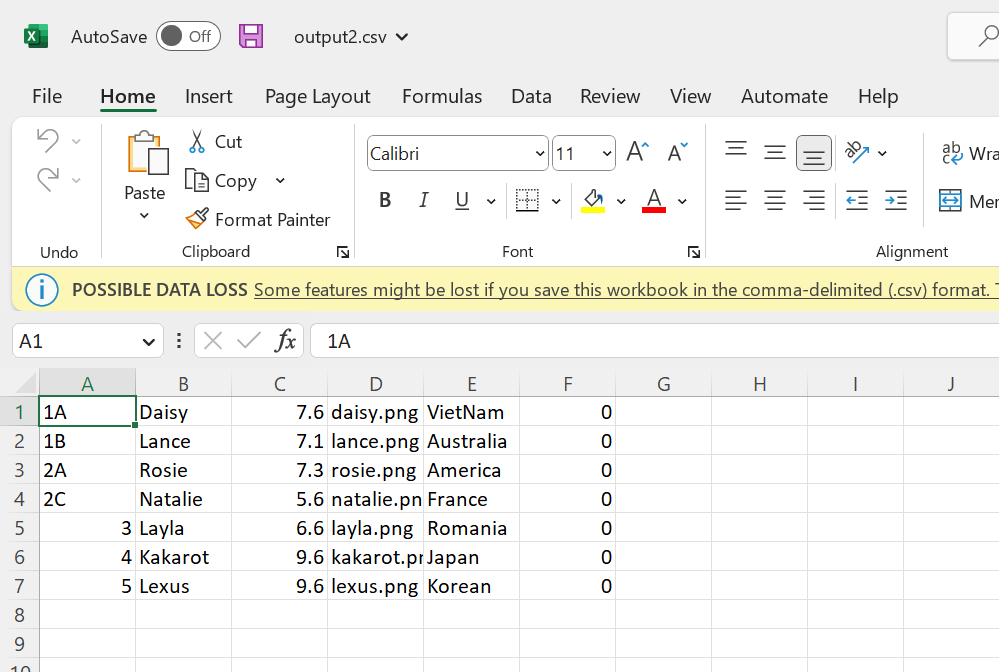 AutoSave Off output2.csv
File Home Insert Page Layout Formulas Data Review View Automate Help
Cut
Calibri 11 A A ab Wra
Copy
Paste
B I U A Mer
Format Painter
Undo Clipboard Font Alignment
POSSIBLE DATA LOSS Some features might be lost if you save this workbook in the comma-delimited (.csv) format. T
A1 fx 1A
A B C D E F G H I J
1 1A Daisy 7.6 daisy.png VietNam 0
2 1B Lance 7.1 lance.png Australia 0
3 2A Rosie 7.3 rosie.png America 0
4 2C Natalie 5.6 natalie.pn France 0
5 3 Layla 6.6 layla.png Romania 0
6 4 Kakarot 9.6 kakarot.pr Japan 0
7 5 Lexus 9.6 lexus.png Korean 0
8
9
10